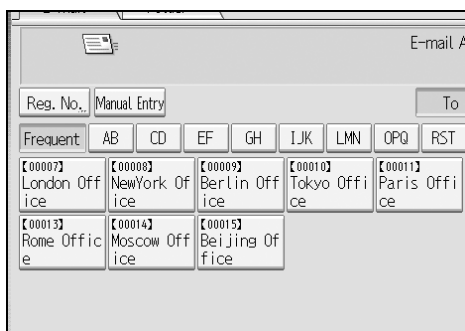 E-mail A
Reg. No.
Manual Entry
To
Frequent
AB
CD
EF
GH
IJK
LMN
OPQ
RST
【00007】
London Off
ice
【00008】
NewYork Of
fice
【00009】
Berlin Off
ice
【00010】
Tokyo Offi
ce
【00011】
Paris Offi
ce
【00013】
Rome Offic
e
【00014】
Moscow Off
ice
【00015】
Beijing Of
fice